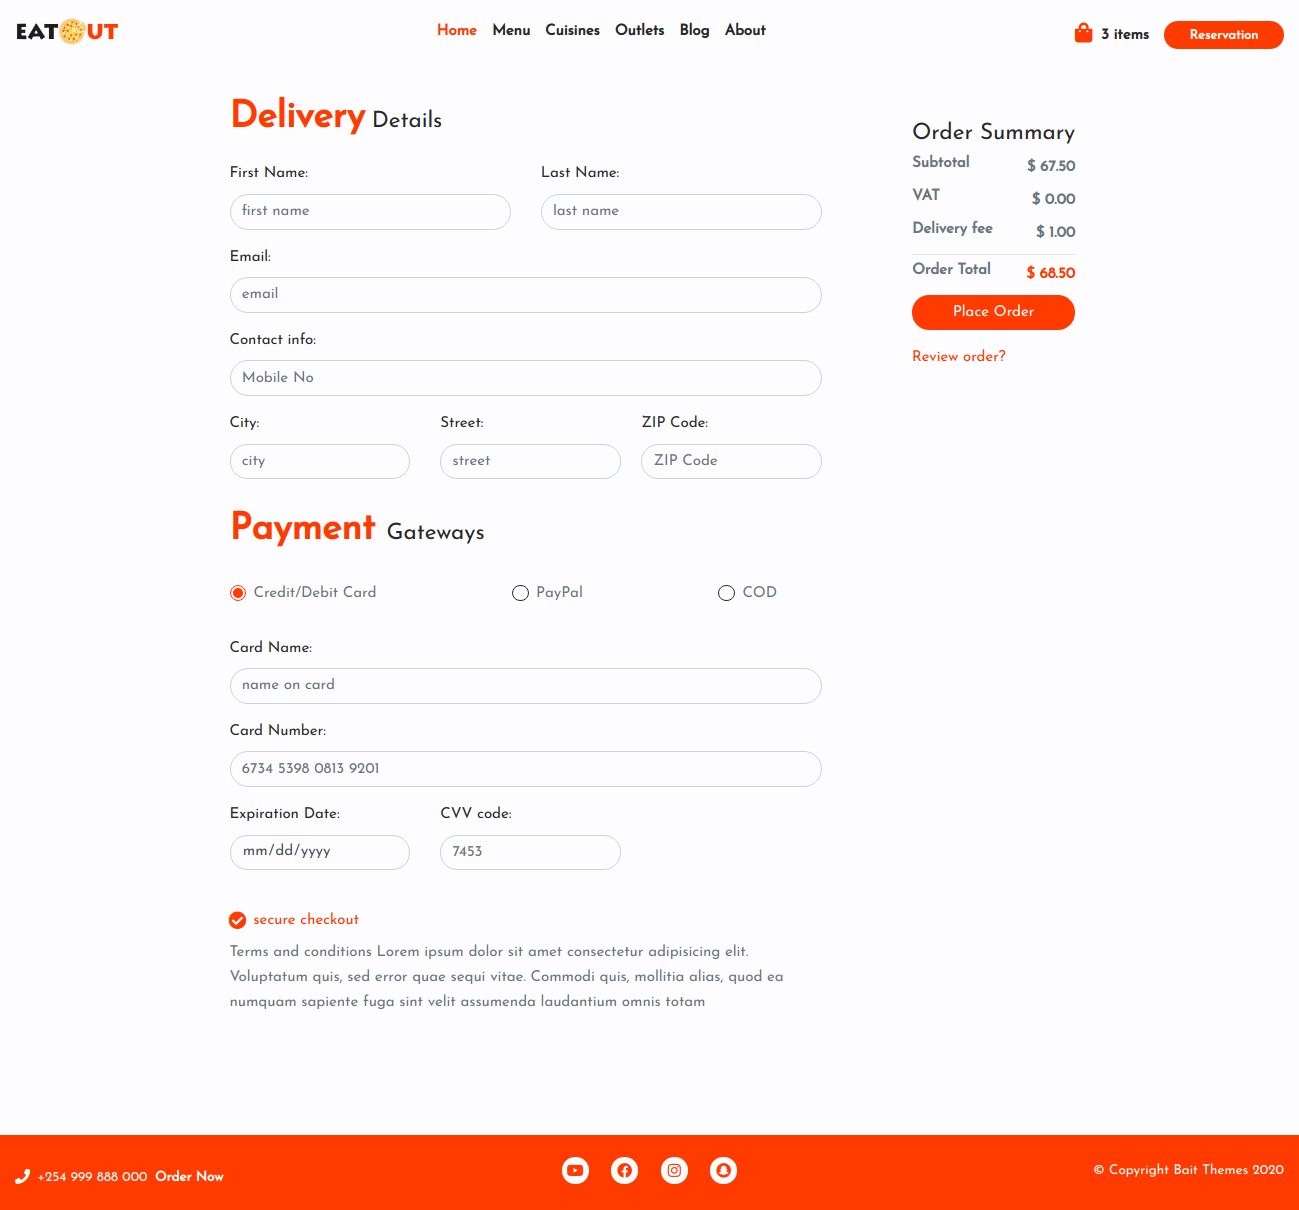 EAT UT
Home Menu Cuisines Outlets Blog About
3 items Reservation
Delivery Details
First Name: Last Name:
first name last name
Email:
email
Contact info:
Mobile No
City: Street: ZIP Code:
city street ZIP Code
Payment Gateways
Credit/Debit Card PayPal COD
Card Name:
name on card
Card Number:
6734 5398 0813 9201
Expiration Date: CVV code:
mm/dd/yyyy 7453
secure checkout
Terms and conditions Lorem ipsum dolor sit amet consectetur adipisicing elit.
Voluptatum quis, sed error quae sequi vitae. Commodi quis, mollitia alias, quod ea
numquam sapiente fuga sint velit assumenda laudantium omnis totam
Order Summary
Subtotal $ 67.50
VAT $ 0.00
Delivery fee $ 1.00
Order Total $ 68.50
Place Order
Review order?
+254 999 888 000 Order Now
© Copyright Bait Themes 2020